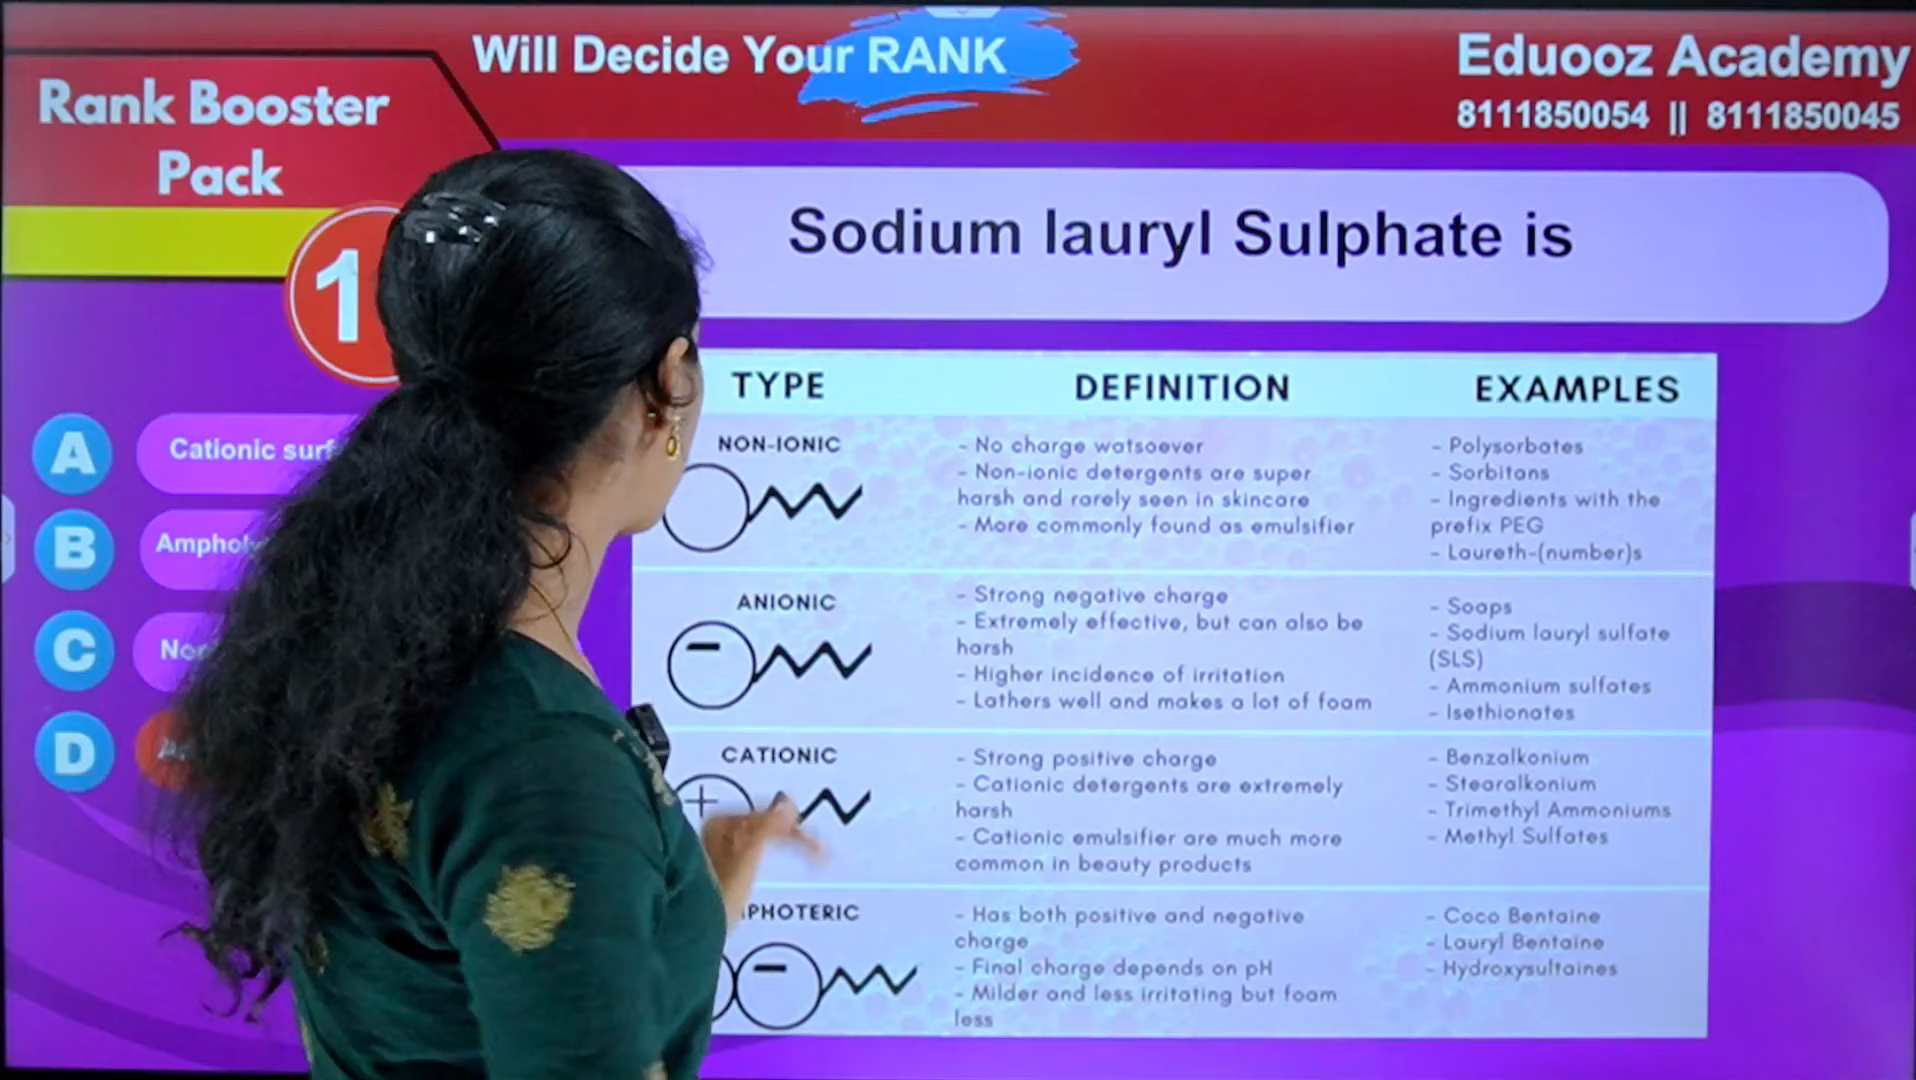 Will Decide Your RANK
Eduooz Academy
8111850054 || 8111850045
Rank Booster
Pack
1
Sodium lauryl Sulphate is
A
Cationic
B
C
D
TYPE
DEFINITION
EXAMPLES
NON-IONIC
- No charge watsoever
- Non-ionic detergents are super
harsh and rarely seen in skincare
- More commonly found as emulsifier
- Polysorbates
- Sorbitans
- Ingredients with the
prefix PEG
- Laureth-(number)s
ANIONIC
- Strong negative charge
- Extremely effective, but can also be
harsh
- Higher incidence of irritation
- Lathers well and makes a lot of foam
- Soaps
- Sodium lauryl sulfate
(SLS)
- Ammonium sulfates
- Isethionates
CATIONIC
- Strong positive charge
- Cationic detergents are extremely
harsh
- Cationic emulsifier are much more
common in beauty products
- Benzalkonium
- Stearalkonium
- Trimethyl Ammoniums
- Methyl Sulfates
- Has both positive and negative
charge
- Final charge depends on pH
- Milder and less irritating but foam
less
- Coco Bentaine
- Lauryl Bentaine
- Hydroxysultaines